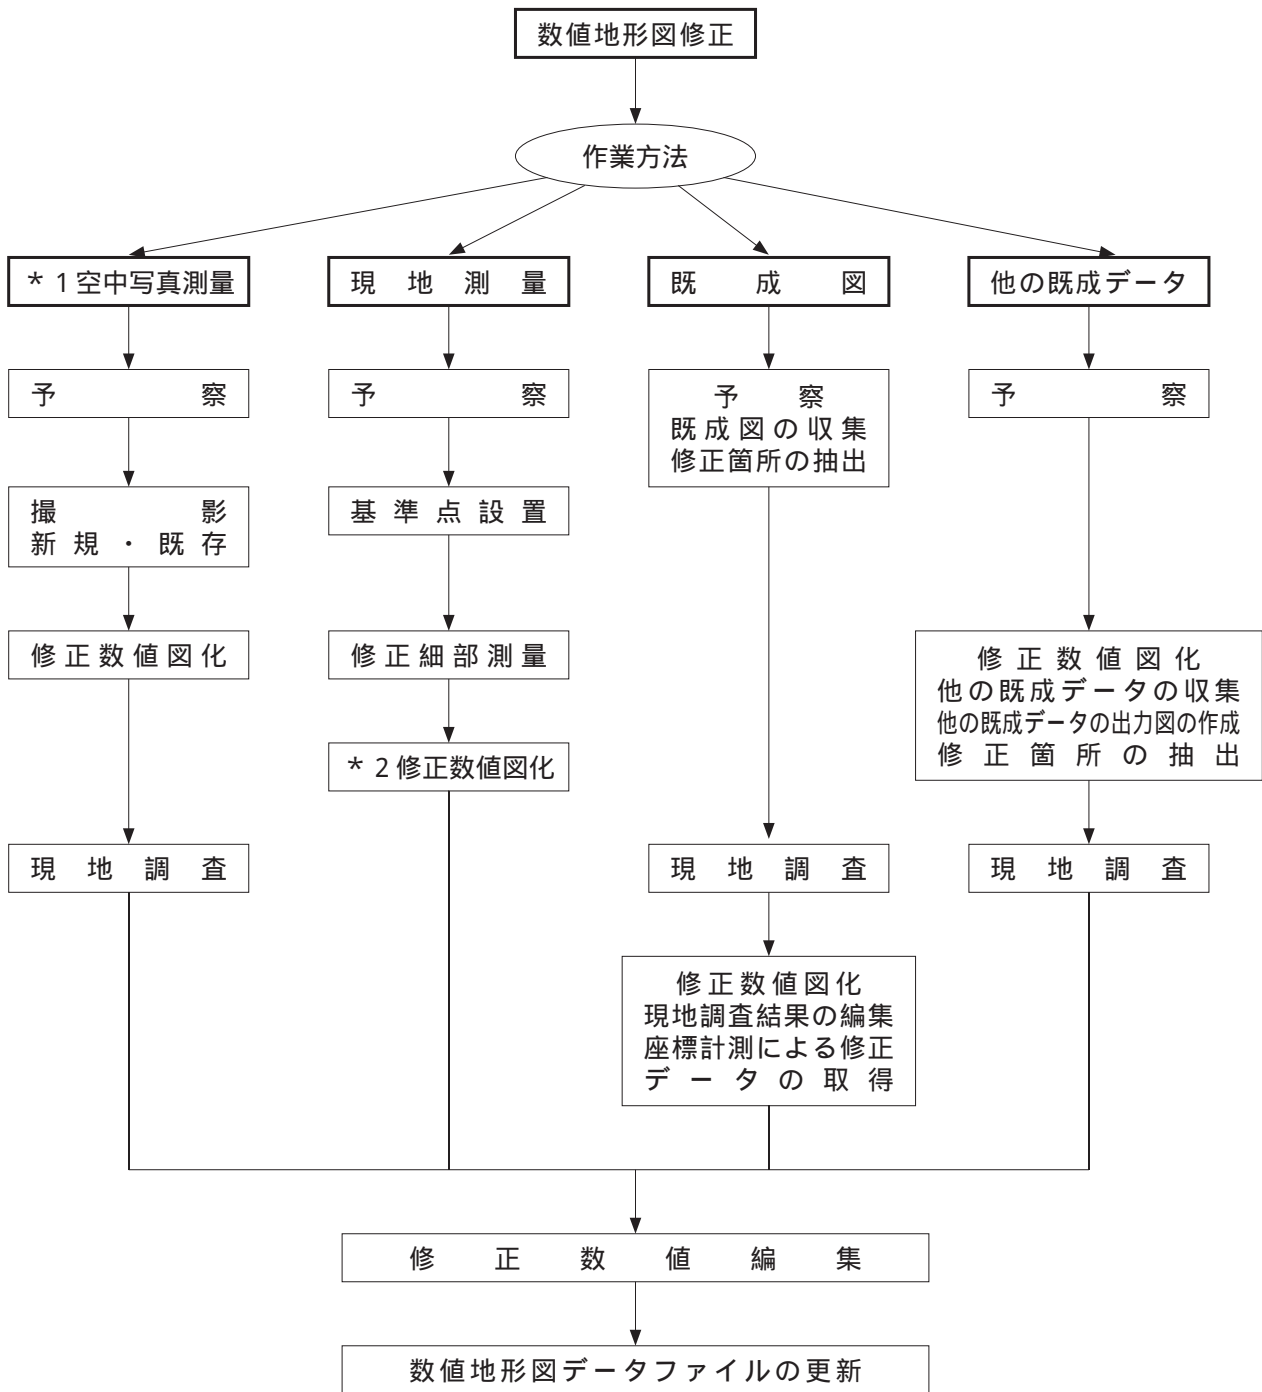 数値地形図修正
作業方法
＊1空中写真測量
現地測量
既成図
他の既成データ
予察
予察
予察
既成図の収集
修正箇所の抽出
予察
撮影
新規・既存
基準点設置
修正数値図化
修正細部測量
修正数値図化
他の既成データの収集
他の既成データの出力図の作成
修正箇所の抽出
＊2修正数値図化
現地調査
現地調査
現地調査
修正数値図化
現地調査結果の編集
座標計測による修正
データの取得
修正数値編集
数値地形図データファイルの更新